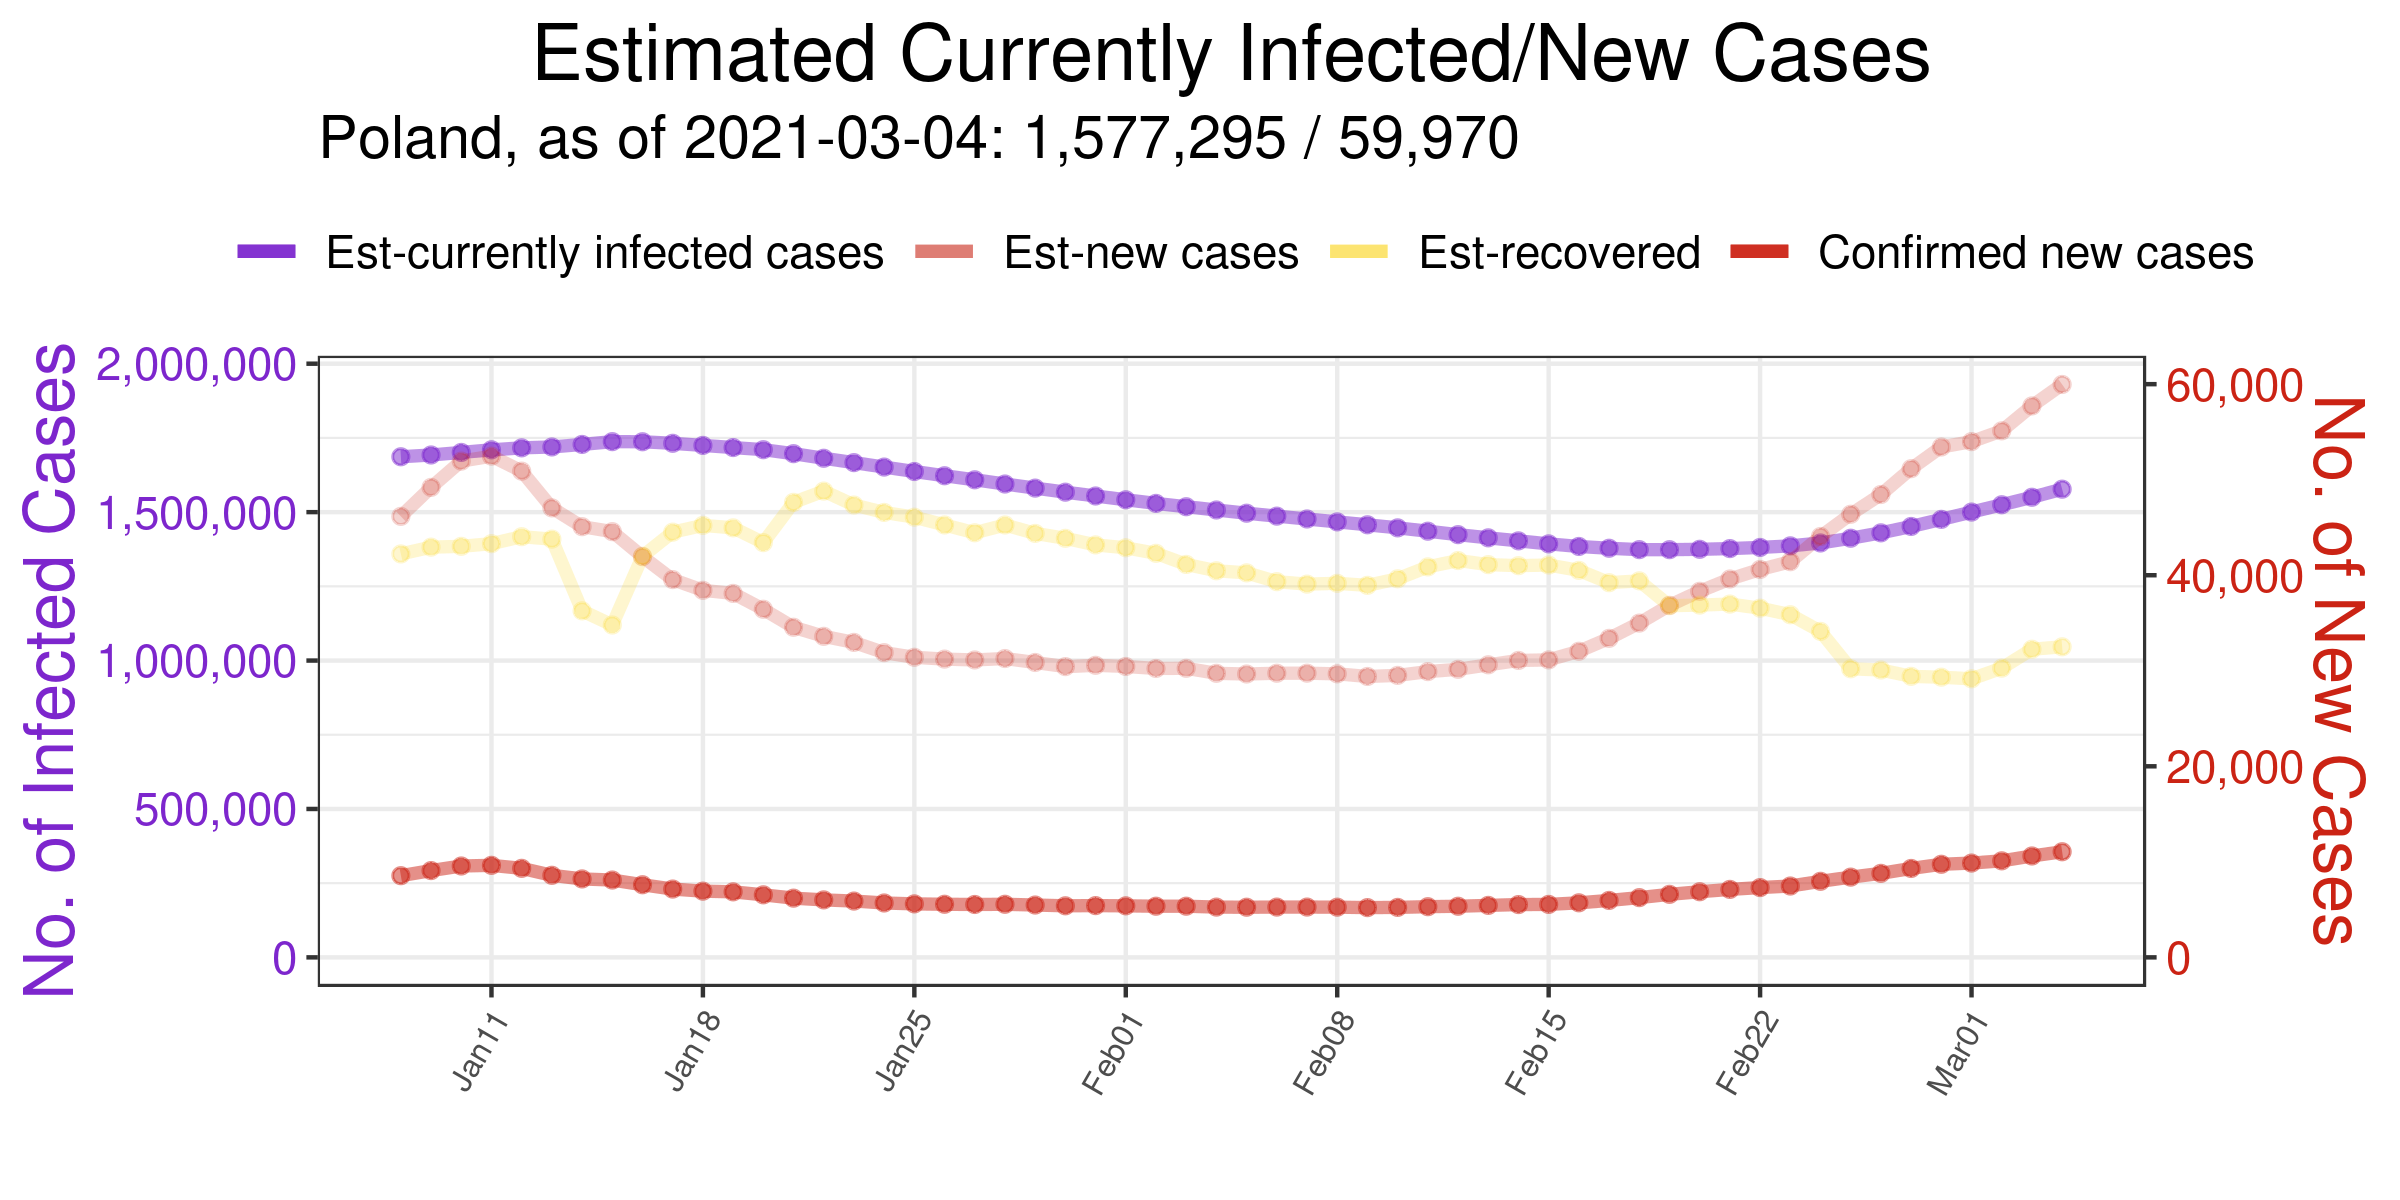 Estimated Currently Infected/New Cases
Poland, as of 2021-03-04: 1,577,295 / 59,970
Est-currently infected cases Est-new cases Est-recovered Confirmed new cases
No. of Infected Cases
2,000,000
1,500,000
1,000,000
500,000
0
60,000
40,000
20,000
0
No. of New Cases
Jan11 Jan18 Jan25 Feb01 Feb08 Feb15 Feb22 Mar01